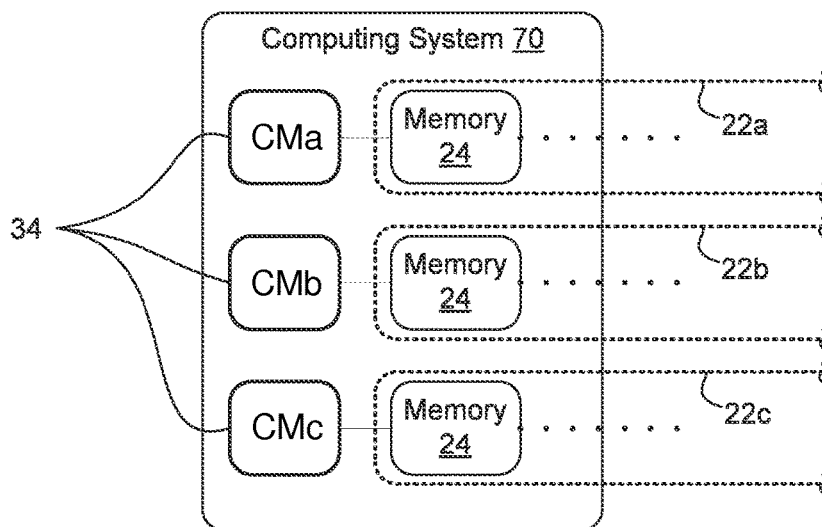 Computing System 70
CMa
Memory
24
22a
34
CMb
Memory
24
22b
CMc
Memory
24
22c